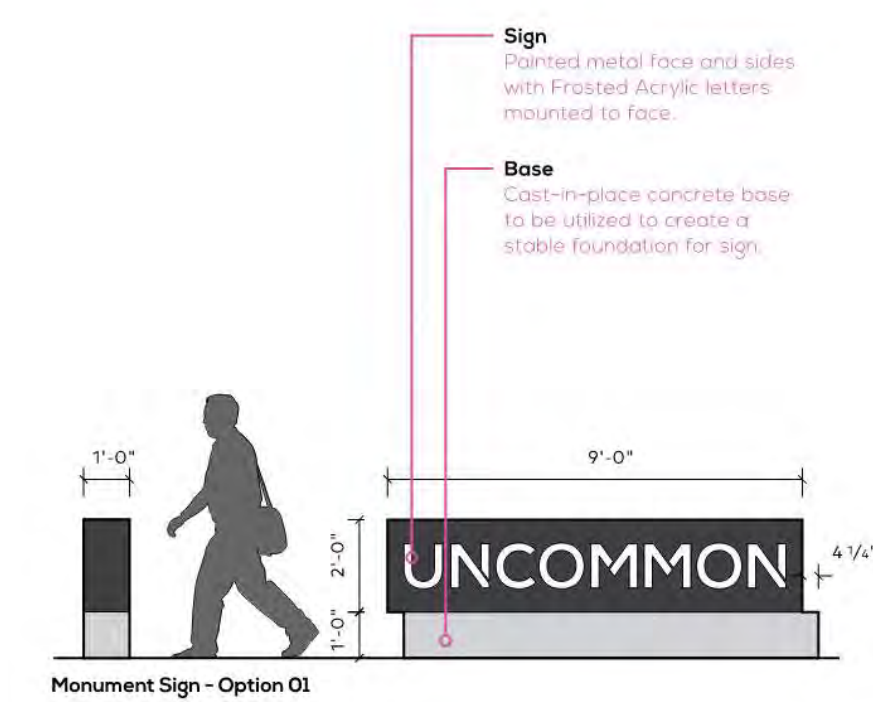 Sign
Painted metal face and sides
with Frosted Acrylic letters
mounted to face.
Base
Cast-in-place concrete base
to be utilized to create a
stable foundation for sign.
1'-0"
9'-0"
2'-0"
UNCOMMON
4 1/4"
1'-0"
Monument Sign - Option 01